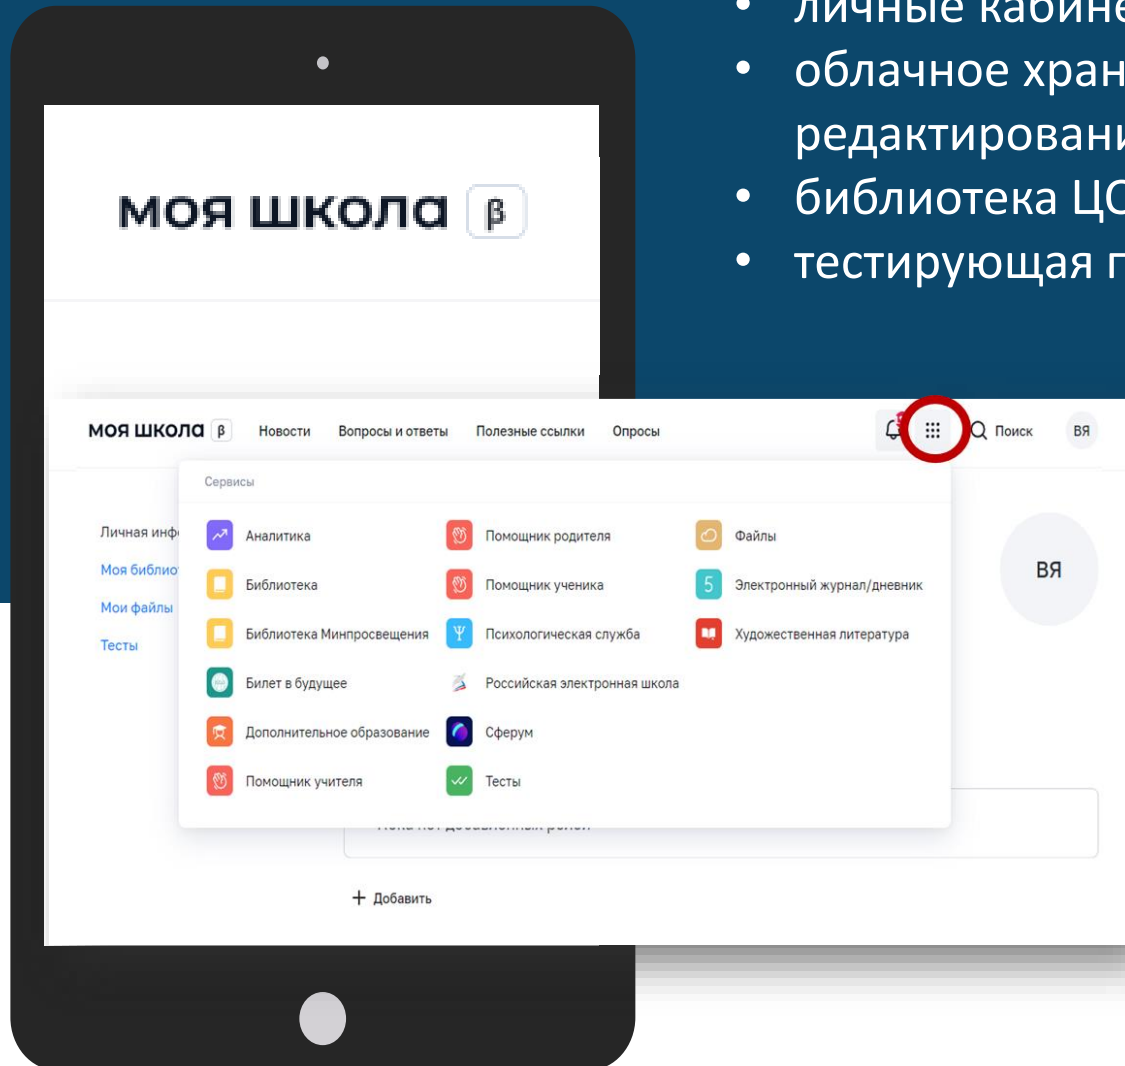 • личные кабине
• облачное хран
редактировани
• библиотека ЦО
• тестирующая п
МОЯ ШКОЛА β
МОЯ ШКОЛА β Новости Вопросы и ответы Полезные ссылки Опросы Поиск ВЯ
Сервисы
Личная инфо
Моя библиот
Мои файлы
Тесты
Аналитика Помощник родителя Файлы
Библиотека Помощник ученика 5 Электронный журнал/дневник
Библиотека Минпросвещения Ψ Психологическая служба Художественная литература
Билет в будущее Российская электронная школа
Дополнительное образование Сферум
Помощник учителя Тесты
ВЯ
+ Добавить